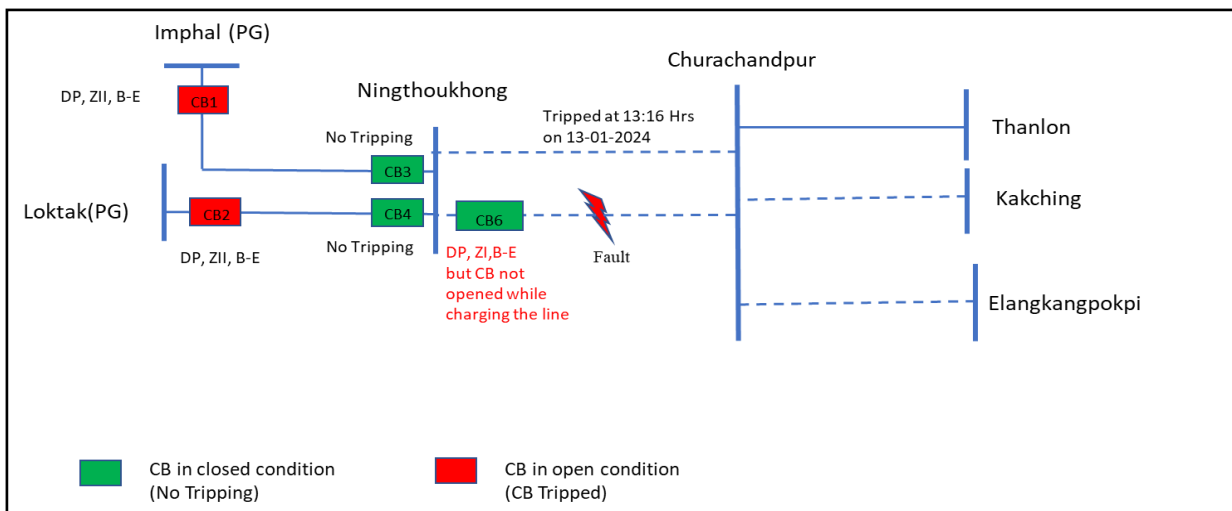 Imphal (PG)
DP, ZII, B-E
CB1
Ningthoukhong
Churachandpur
Tripped at 13:16 Hrs
on 13-01-2024
No Tripping
CB3
Thanlon
Kakching
Loktak(PG)
CB2
CB4
CB6
No Tripping
DP, ZII, B-E
DP, ZI,B-E
but CB not
opened while
charging the line
Fault
Elangkangpokpi
CB in closed condition
(No Tripping)
CB in open condition
(CB Tripped)